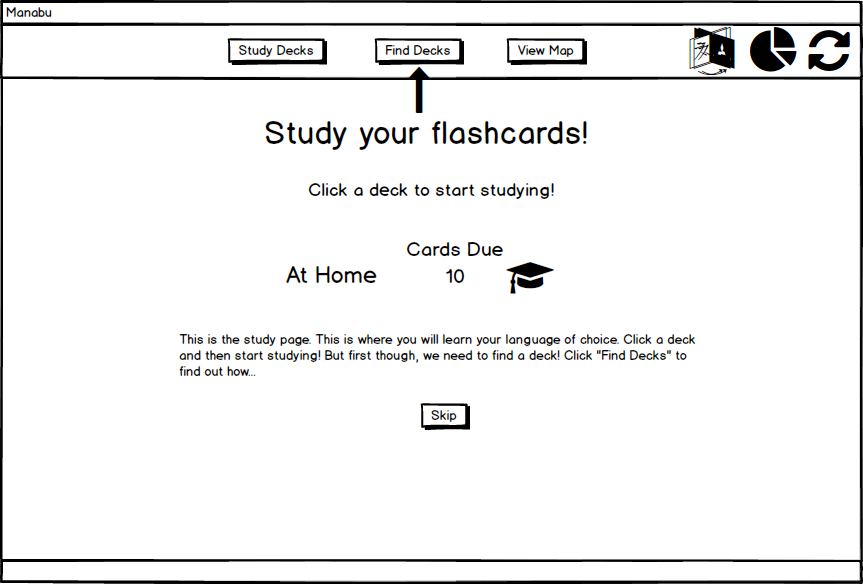 Manabu
Study Decks Find Decks View Map
Study your flashcards!
Click a deck to start studying!
Cards Due
At Home 10
This is the study page. This is where you will learn your language of choice. Click a deck
and then start studying! But first though, we need to find a deck! Click "Find Decks" to
find out how...
Skip